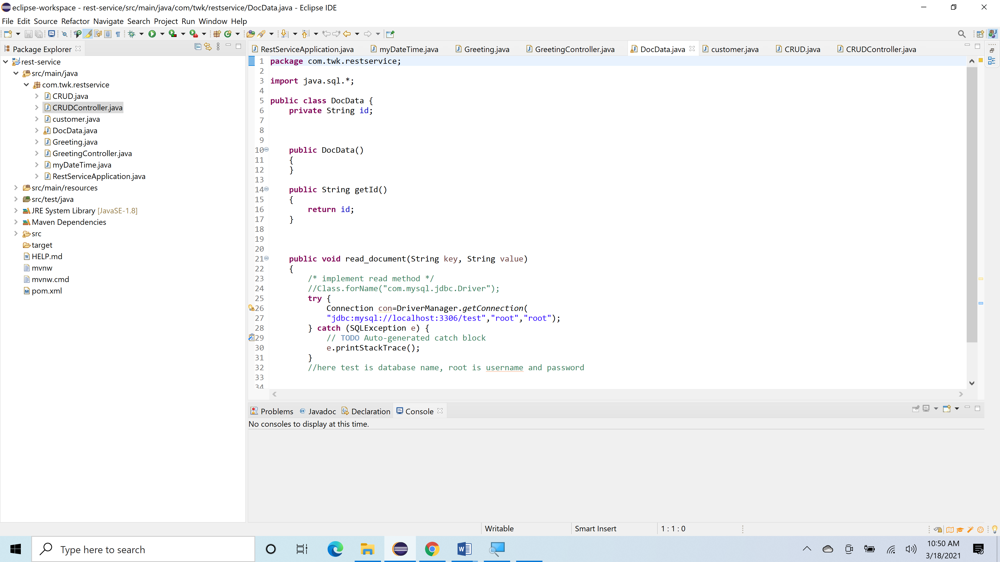 eclipse-workspace - rest-service/src/main/java/com/twk/restservice/DocData.java - Eclipse IDE
File Edit Source Refactor Navigate Search Project Run Window Help
Package Explorer
rest-service
src/main/java
com.twk.restservice
CRUD.java
CRUDController.java
customer.java
DocData.java
Greeting.java
GreetingController.java
myDateTime.java
RestServiceApplication.java
src/main/resources
src/test/java
JRE System Library [JavaSE-1.8]
Maven Dependencies
src
target
HELP.md
mvnw
mvnw.cmd
pom.xml
RestServiceApplication.java myDateTime.java Greeting.java GreetingController.java DocData.java customer.java CRUD.java CRUDController.java
1 package com.twk.restservice;
2
3 import java.sql.*;
4
5 public class DocData {
6 private String id;
7
8
9
10 public DocData()
11 {
12 }
13
14 public String getId()
15 {
16 return id;
17 }
18
19
20
21 public void read_document(String key, String value)
22 {
23 /* implement read method */
24 //Class.forName("com.mysql.jdbc.Driver");
25 try {
26 Connection con=DriverManager.getConnection(
27 "jdbc:mysql://localhost:3306/test","root","root");
28 } catch (SQLException e) {
29 // TODO Auto-generated catch block
30 e.printStackTrace();
31 }
32 //here test is database name, root is username and password
33
34
Problems Javadoc Declaration Console
No consoles to display at this time.
Writable Smart Insert 1 : 1 : 0
Type here to search
10:50 AM
3/18/2021